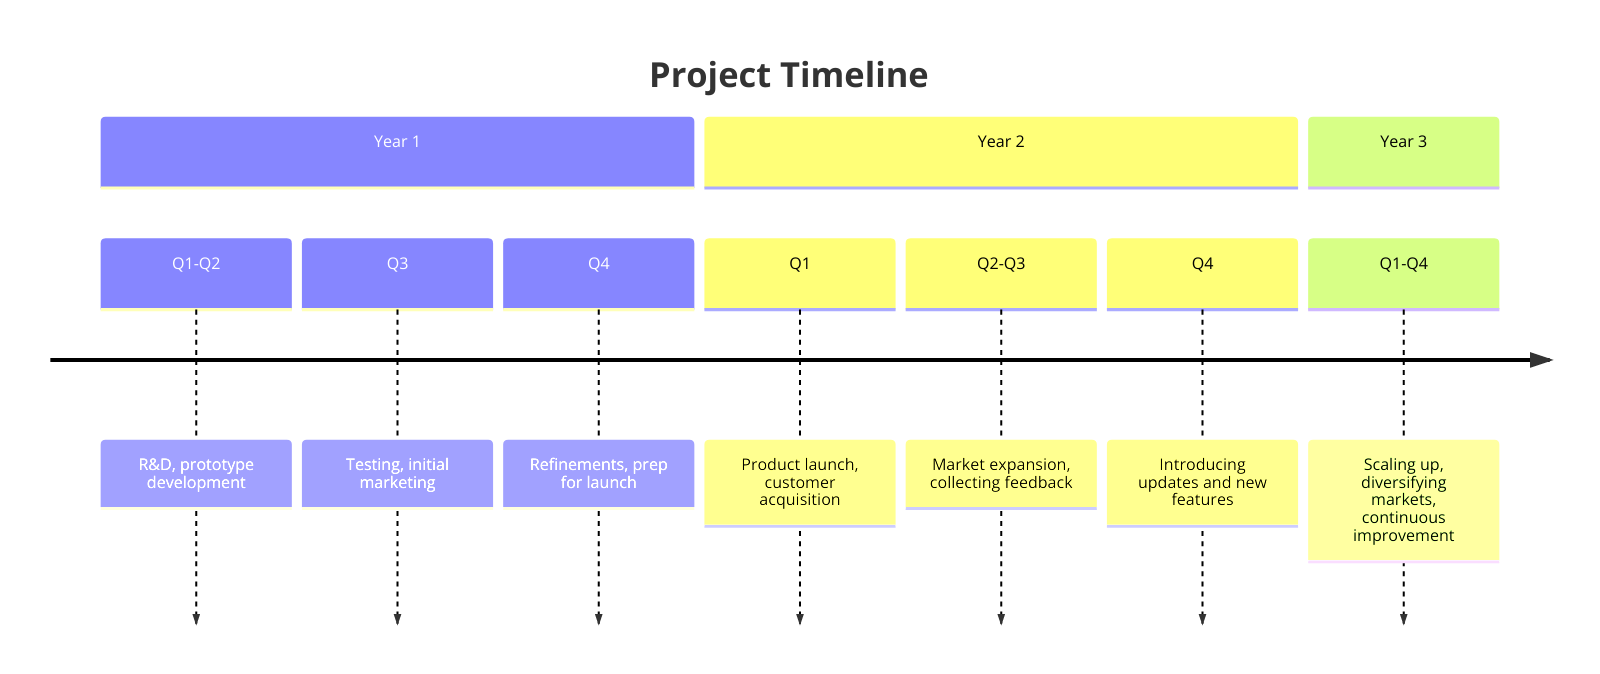 Project Timeline
Year 1
Year 2
Year 3
Q1-Q2
Q3
Q4
Q1
Q2-Q3
Q4
Q1-Q4
R&D, prototype
development
Testing, initial
marketing
Refinements, prep
for launch
Product launch,
customer
acquisition
Market expansion,
collecting feedback
Introducing
updates and new
features
Scaling up,
diversifying
markets,
continuous
improvement